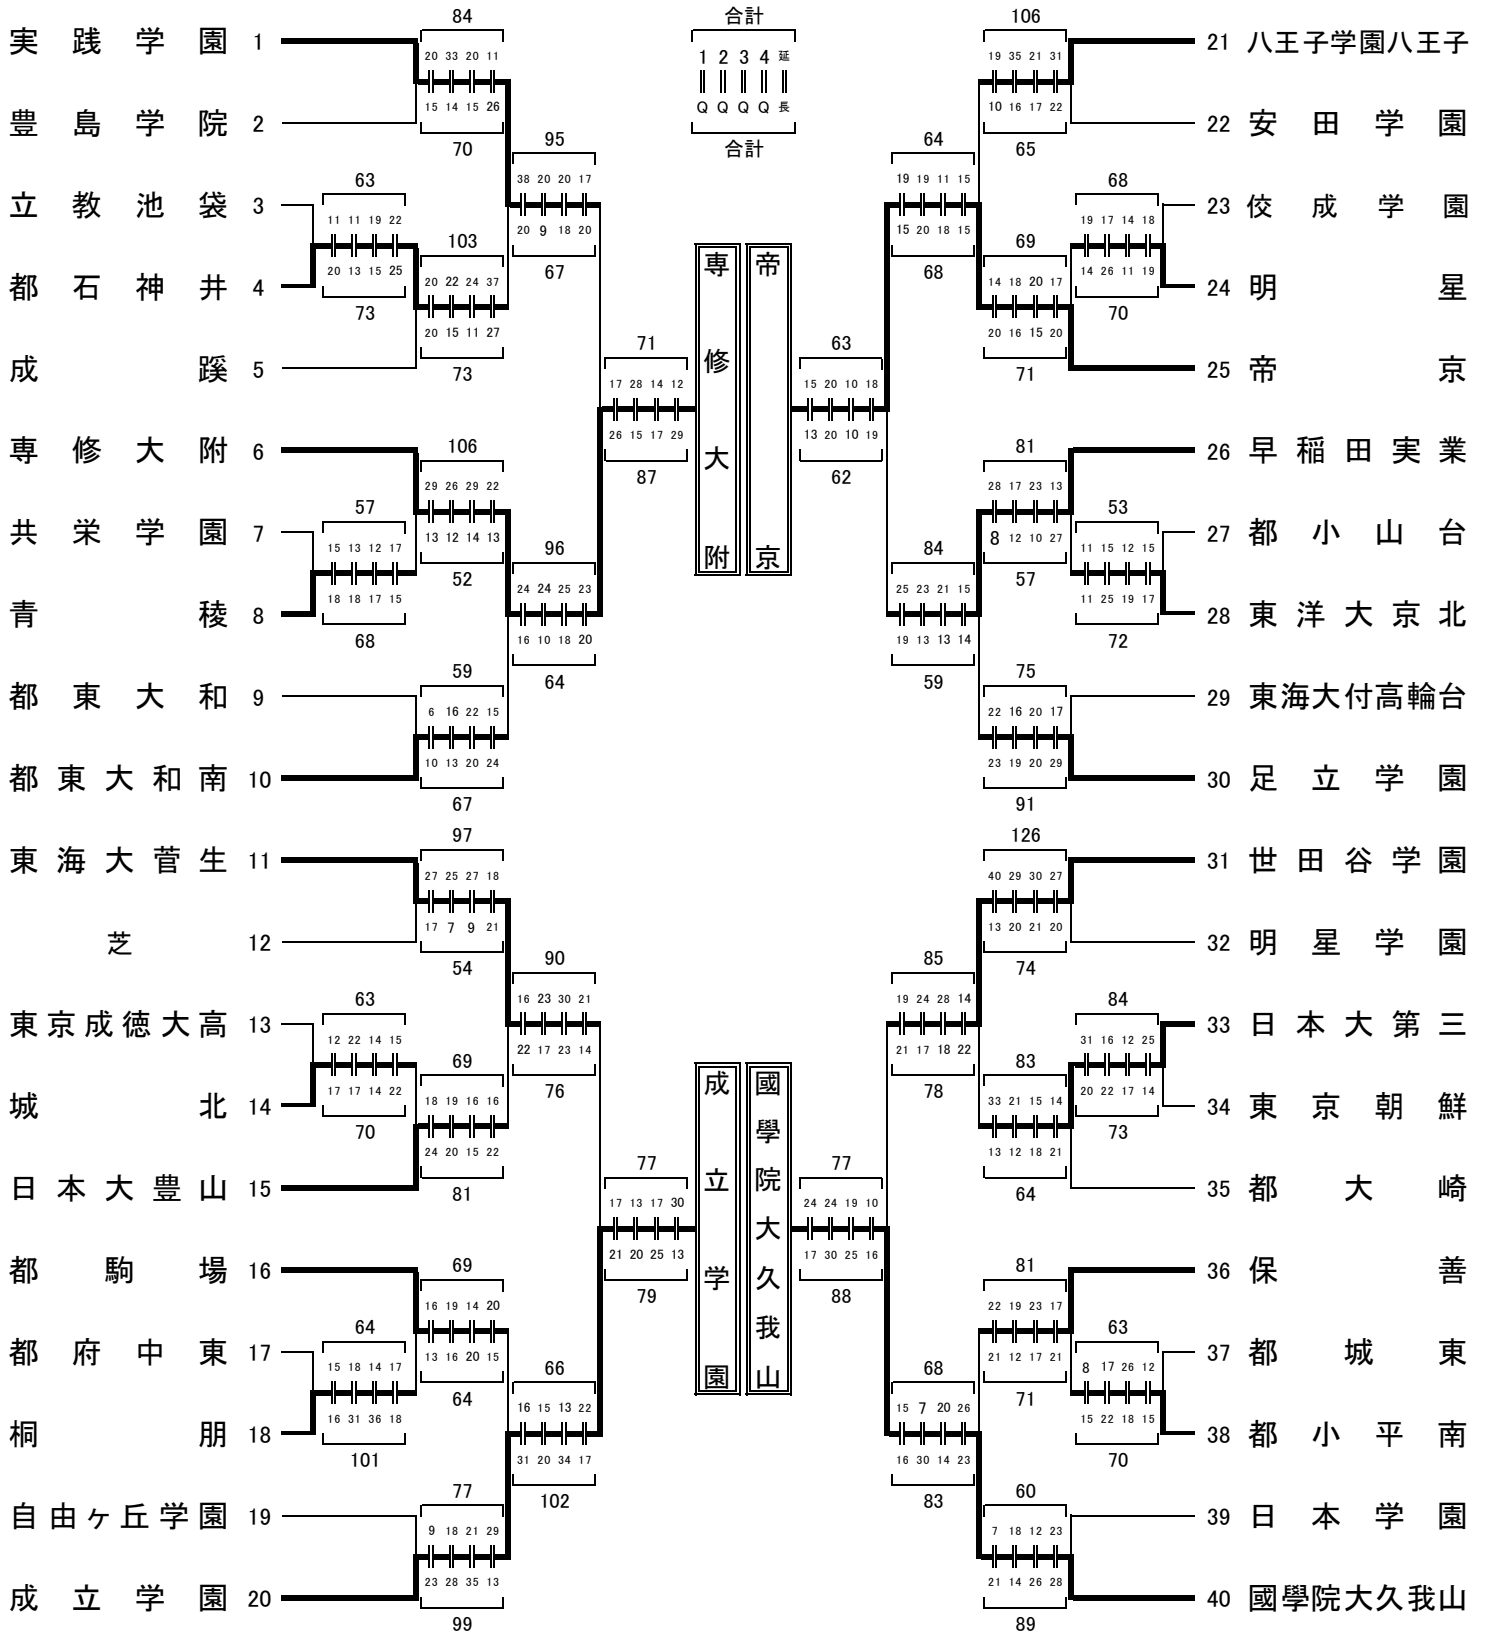 合計
1 2 3 4 延
Q Q Q Q 長
合計
実践学園 1
84
20 33 20 11
15 14 15 26
70
豊島学院 2
95
38 20 20 17
20 9 18 20
67
立教池袋 3
63
11 11 19 22
20 13 15 25
73
都石神井 4
103
20 22 24 37
20 15 11 27
73
成蹊 5
71
17 28 14 12
26 15 17 29
87
専修大附 6
106
29 26 29 22
13 12 14 13
52
共栄学園 7
57
15 13 12 17
18 18 17 15
68
青稜 8
96
24 24 25 23
16 10 18 20
64
都東大和 9
59
6 16 22 15
10 13 20 24
67
都東大和南 10
東海大菅生 11
97
27 25 27 18
17 7 9 21
54
芝 12
90
16 23 30 21
22 17 23 14
76
東京成徳大高 13
63
12 22 14 15
17 17 14 22
70
城北 14
69
18 19 16 16
24 20 15 22
81
日本大豊山 15
77
17 13 17 30
21 20 25 13
79
都駒場 16
69
16 19 14 20
13 16 20 15
64
都府中東 17
64
15 18 14 17
16 31 36 18
101
桐朋 18
66
16 15 13 22
31 20 34 17
102
自由ヶ丘学園 19
77
9 18 21 29
23 28 35 13
99
成立学園 20
専修大附
帝京
成立学園
國學院大久我山
21 八王子学園八王子
106
19 35 21 31
10 16 17 22
65
22 安田学園
64
19 19 11 15
15 20 18 15
68
23 佼成学園
68
19 17 14 18
14 26 11 19
70
24 明星
69
14 18 20 17
20 16 15 20
71
25 帝京
63
15 20 10 18
13 20 10 19
62
26 早稲田実業
81
28 17 23 13
8 12 10 27
57
27 都小山台
53
11 15 12 15
11 25 19 17
72
28 東洋大京北
84
25 23 21 15
19 13 13 14
59
29 東海大付高輪台
75
22 16 20 17
23 19 20 29
91
30 足立学園
31 世田谷学園
126
40 29 30 27
13 20 21 20
74
32 明星学園
85
19 24 28 14
21 17 18 22
78
33 日本大第三
84
31 16 12 25
20 22 17 14
73
34 東京朝鮮
83
33 21 15 14
13 12 18 21
64
35 都大崎
77
24 24 19 10
17 30 25 16
88
36 保善
81
22 19 23 17
21 12 17 21
71
37 都城東
63
8 17 26 12
15 22 18 15
70
38 都小平南
68
15 7 20 26
16 30 14 23
83
39 日本学園
60
7 18 12 23
21 14 26 28
89
40 國學院大久我山